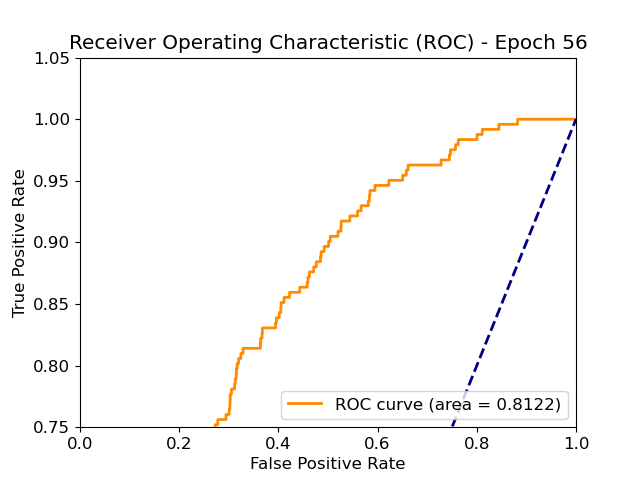 Receiver Operating Characteristic (ROC) - Epoch 56
1.05
1.00
0.95
0.90
0.85
0.80
0.75
True Positive Rate
ROC curve (area = 0.8122)
0.0 0.2 0.4 0.6 0.8 1.0
False Positive Rate